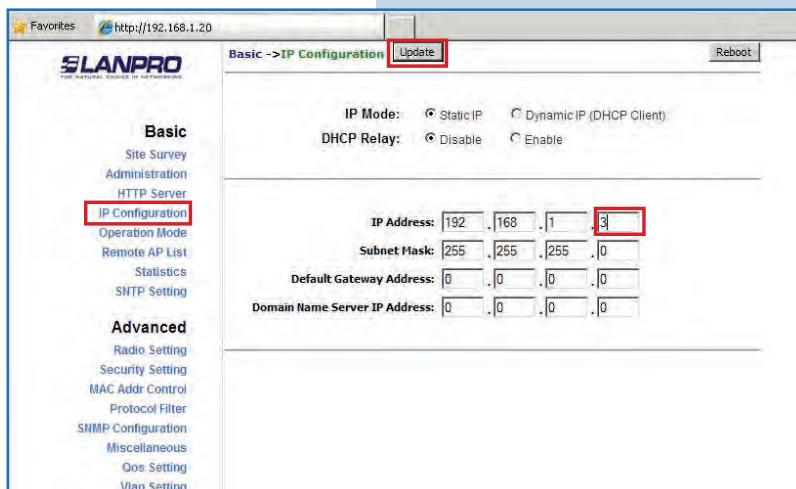 Favorites http://192.168.1.20
LANPRO
THE NATURAL CHOICE IN NETWORKING
Basic ->IP Configuration Update Reboot
IP Mode: Static IP Dynamic IP (DHCP Client)
DHCP Relay: Disable Enable
Basic
Site Survey
Administration
HTTP Server
IP Configuration
Operation Mode
Remote AP List
Statistics
SNTP Setting
IP Address: 192 . 168 . 1 . 3
Subnet Mask: 255 . 255 . 255 . 0
Default Gateway Address: 0 . 0 . 0 . 0
Domain Name Server IP Address: 0 . 0 . 0 . 0
Advanced
Radio Setting
Security Setting
MAC Addr Control
Protocol Filter
SNMP Configuration
Miscellaneous
Qos Setting
Vlan Setting